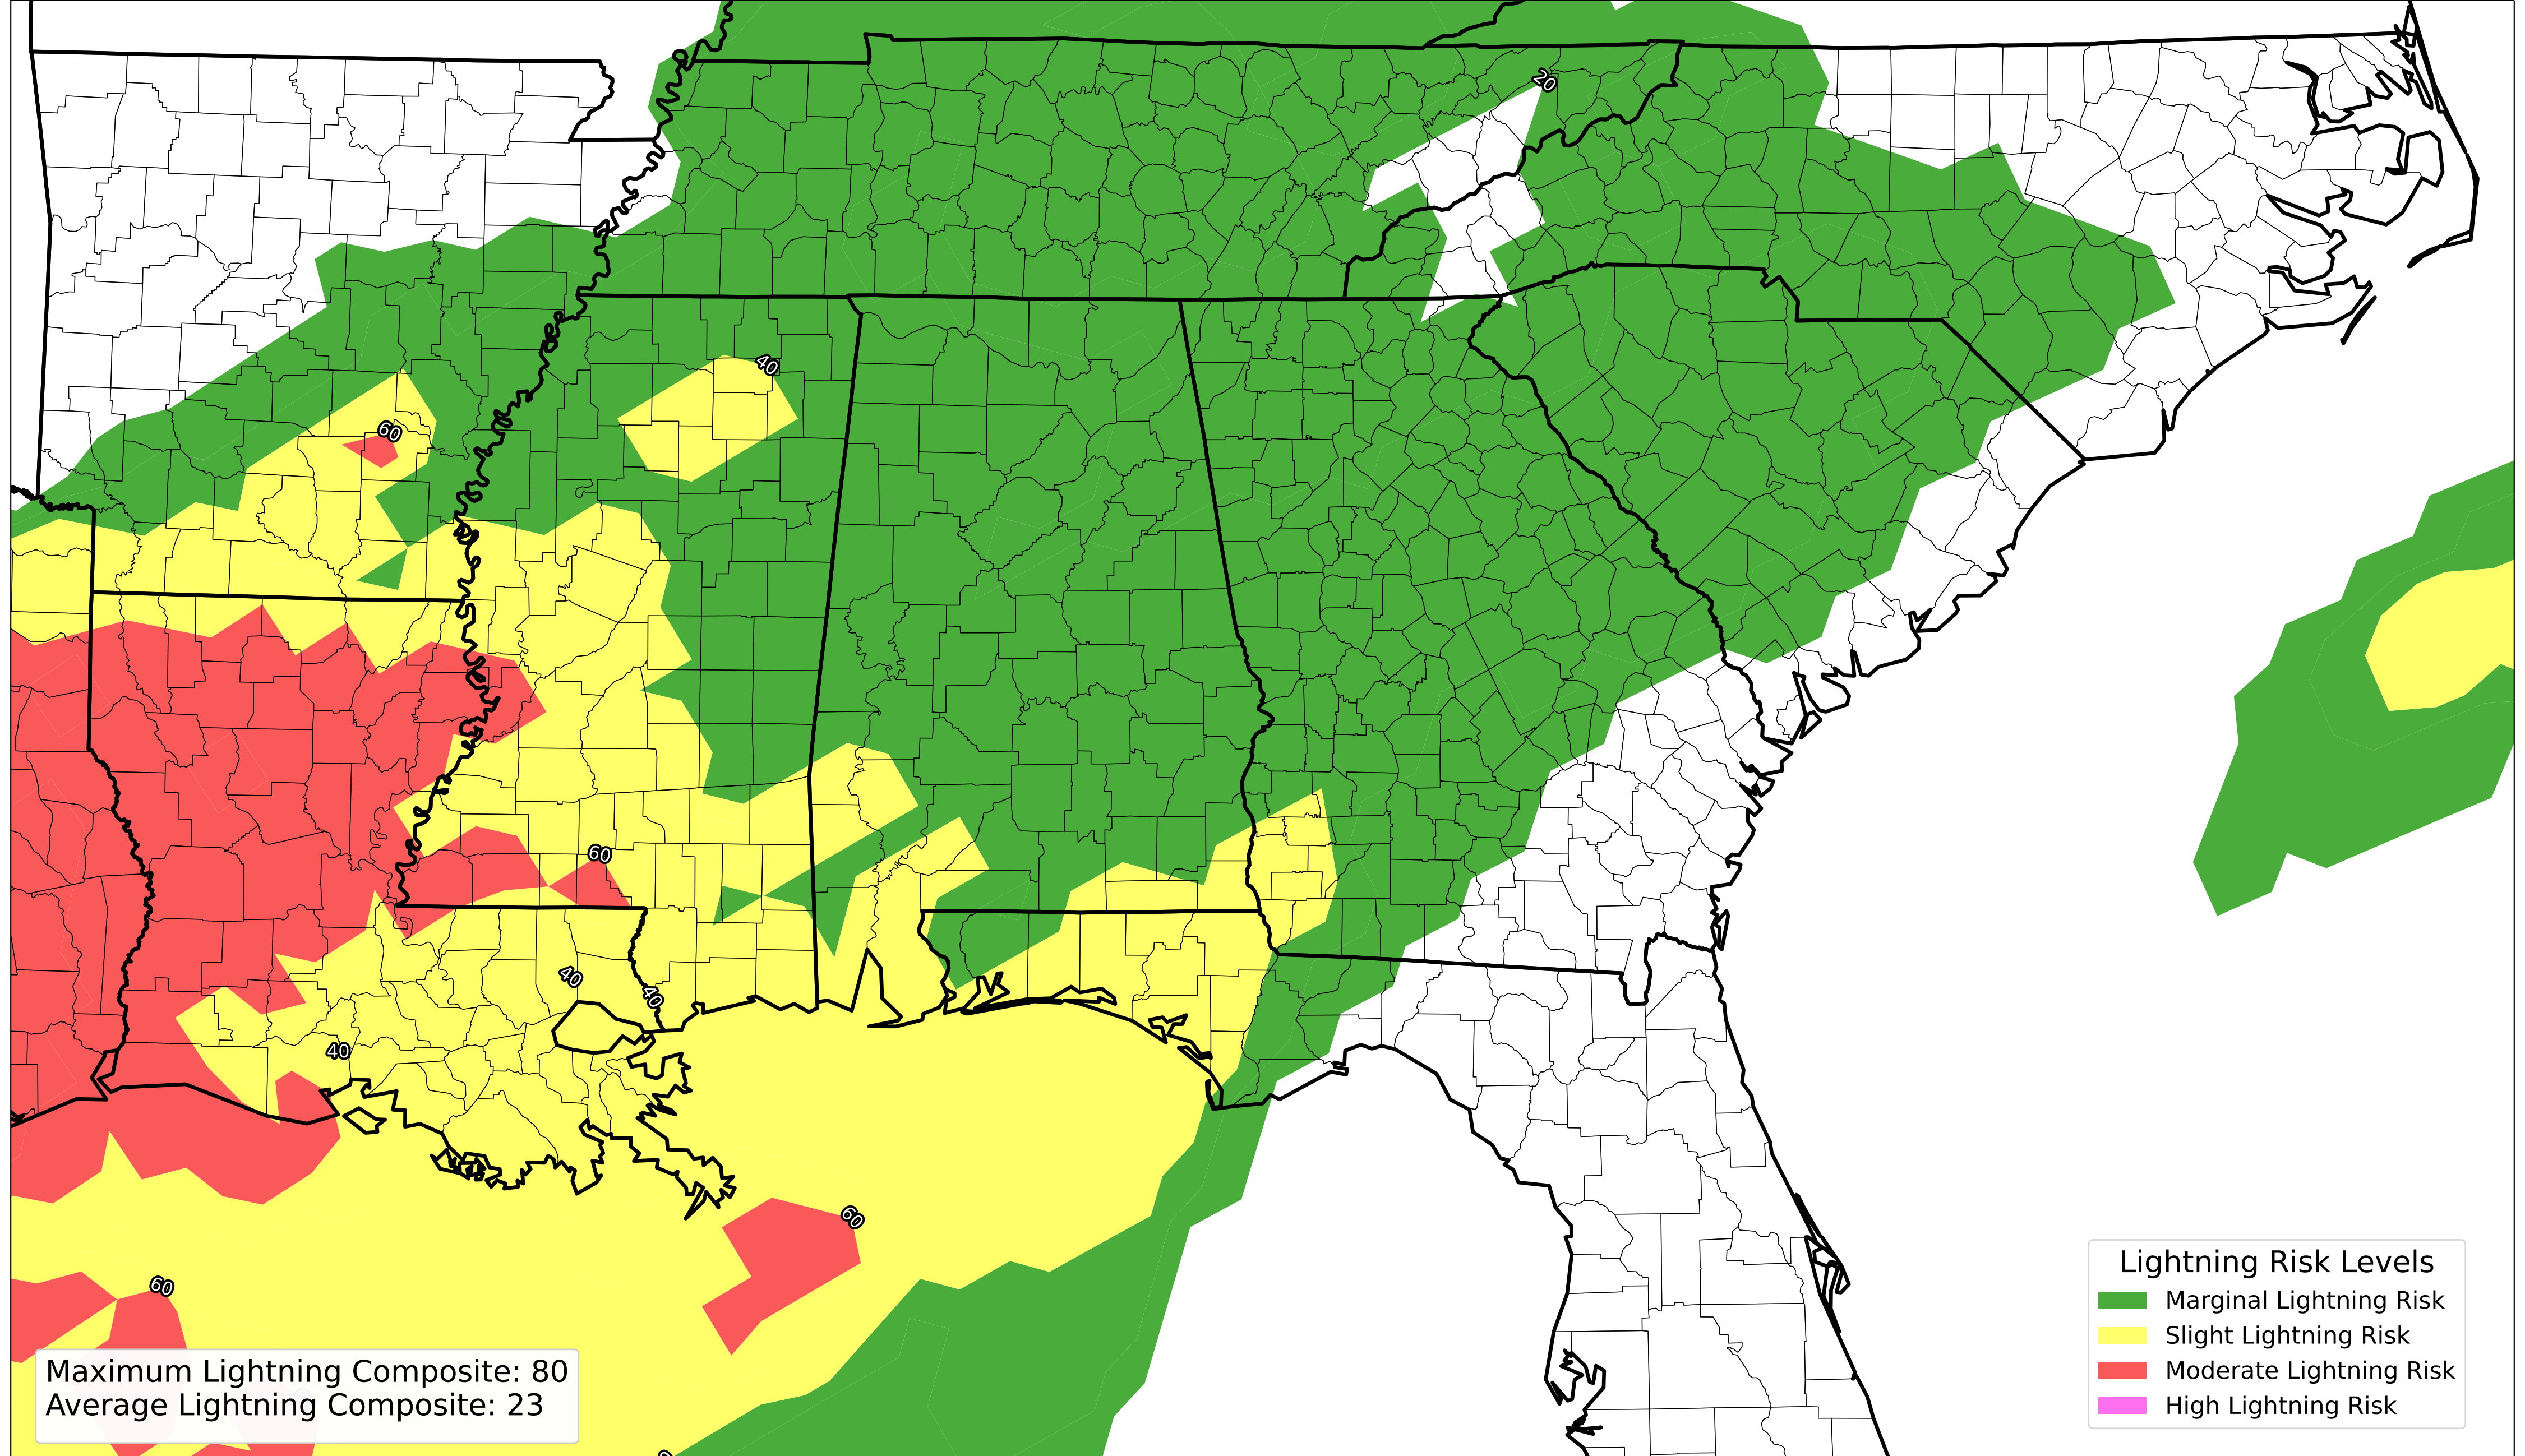 20
40
60
60
40
40
40
60
60
Lightning Risk Levels
Marginal Lightning Risk
Slight Lightning Risk
Moderate Lightning Risk
High Lightning Risk
Maximum Lightning Composite: 80
Average Lightning Composite: 23